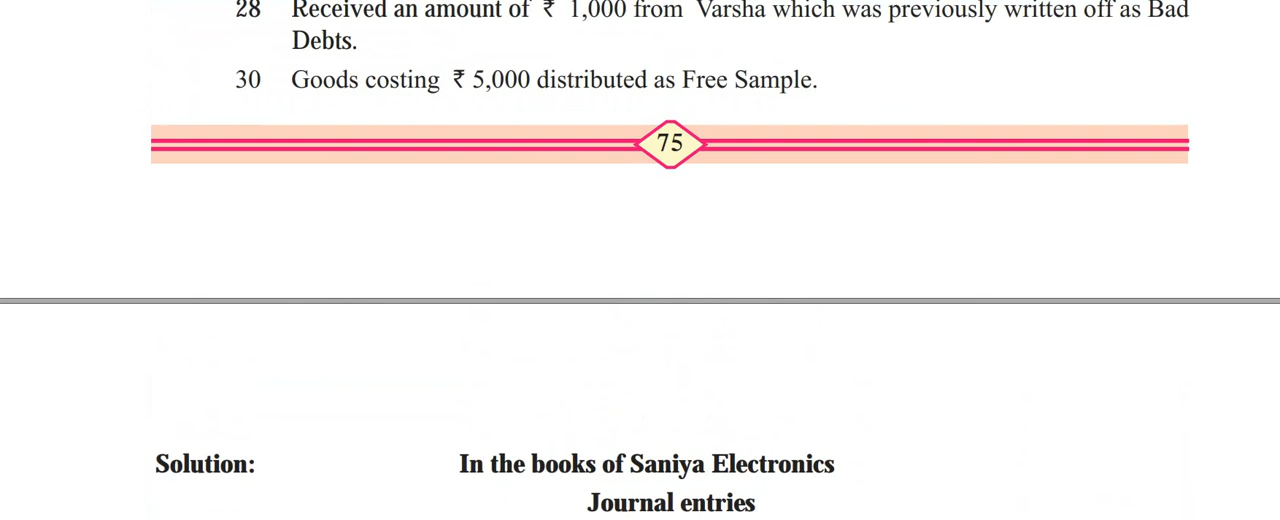 28 Received an amount of ₹ 1,000 from Varsha which was previously written off as Bad
Debts.
30 Goods costing ₹ 5,000 distributed as Free Sample.
75
Solution: In the books of Saniya Electronics
Journal entries